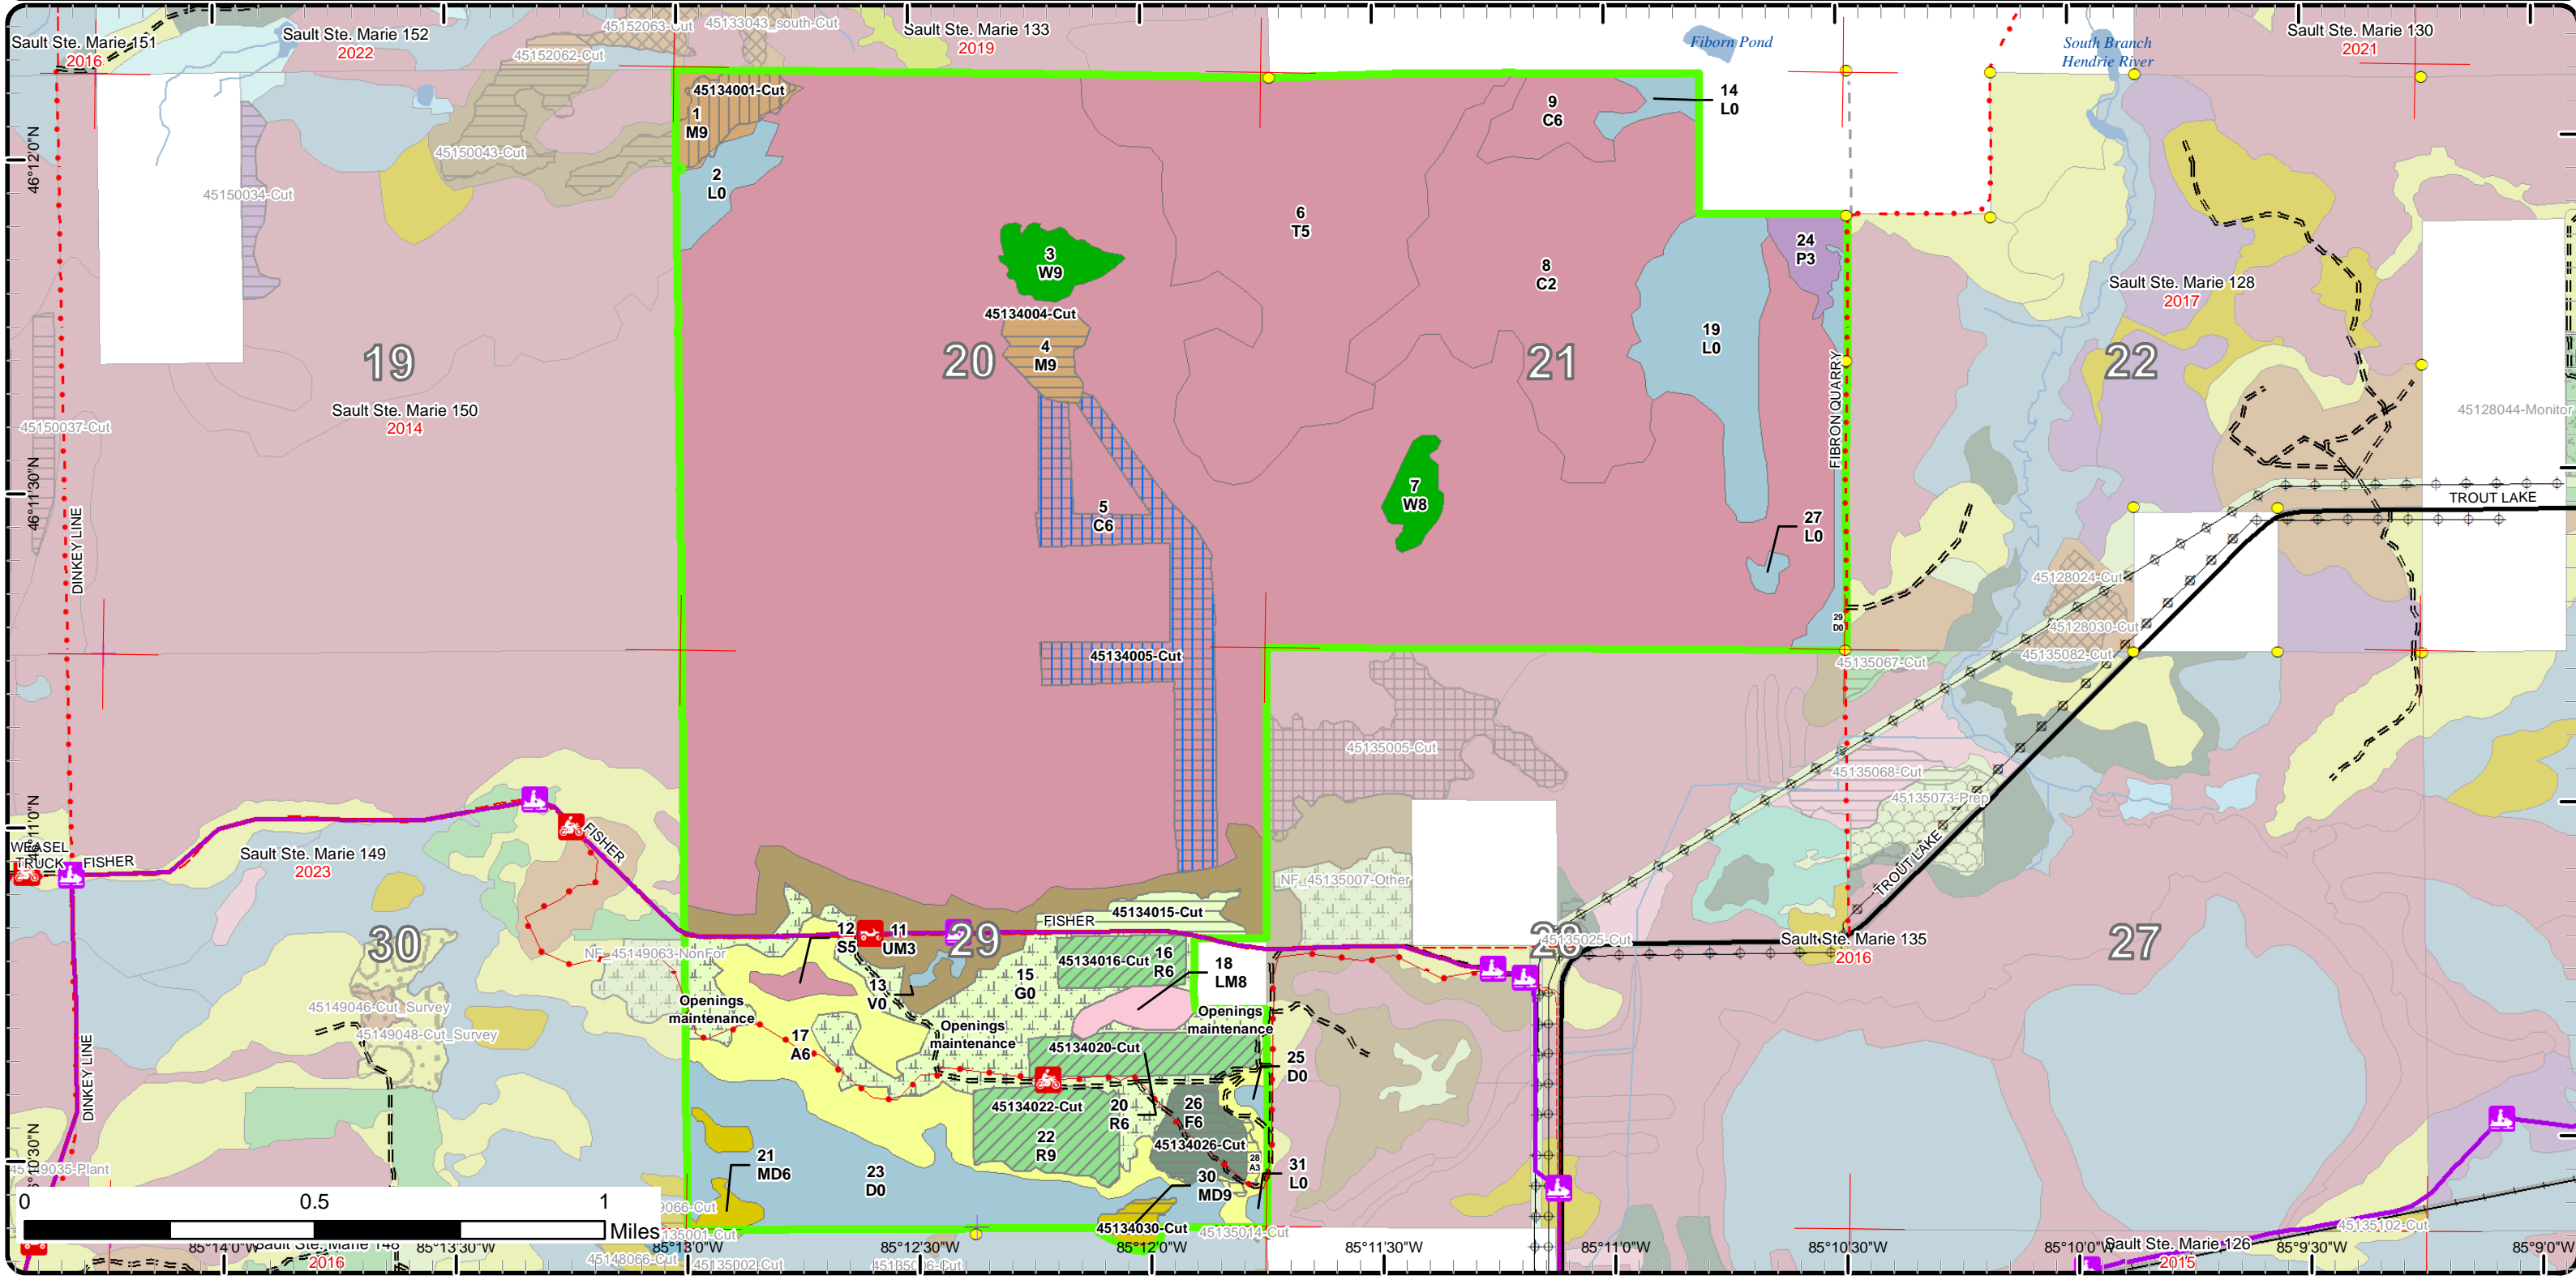 Sault Ste. Marie 151
2016
Sault Ste. Marie 152
2022
45152063-Cut
45133043_south-Cut
45152062-Cut
Sault Ste. Marie 133
2019
Fiborn Pond
South Branch
Hendrie River
Sault Ste. Marie 130
2021
45134001-Cut
1
M9
9
C6
14
L0
45150043-Cut
45150034-Cut
46°12'0"N
2
L0
6
T5
3
W9
8
C2
24
P3
Sault Ste. Marie 128
2017
45134004-Cut
4
M9
19
L0
19
20
21
22
Sault Ste. Marie 150
2014
45150037-Cut
FIBRON QUARRY
45128044-Monitor
46°11'30"N
DINKEY LINE
7
W8
5
C6
27
L0
TROUT LAKE
45128024-Cut
29
D0
45128030-Cut
45135082-Cut
45134005-Cut
45135067-Cut
45135005-Cut
45135068-Cut
45135073-Prep
WEASEL
TRUCK
FISHER
FISHER
Sault Ste. Marie 149
2023
NF_45135007-Other
TROUT LAKE
45134015-Cut
FISHER
12
S5
11
UM3
30
29
28
27
45135025-Cut
Sault Ste. Marie 135
2016
NF_45149063-NonFor
45134016-Cut
16
R6
18
LM8
15
G0
13
V0
Openings
maintenance
Openings
maintenance
Openings
maintenance
45149046-Cut_Survey
45149048-Cut_Survey
17
A6
45134020-Cut
25
D0
DINKEY LINE
45134022-Cut
20
R6
26
F6
22
R9
45134026-Cut
28
A3
31
L0
21
MD6
23
D0
30
MD9
45134030-Cut
45135014-Cut
45135102-Cut
0
0.5
1
Miles
85°14'0"W
85°13'30"W
85°13'0"W
85°12'30"W
85°12'0"W
85°11'30"W
85°11'0"W
85°10'30"W
85°10'0"W
85°9'30"W
85°9'0"W
Sault Ste. Marie 148
2016
45148066-Cut
45135002-Cut
Sault Ste. Marie 126
2015